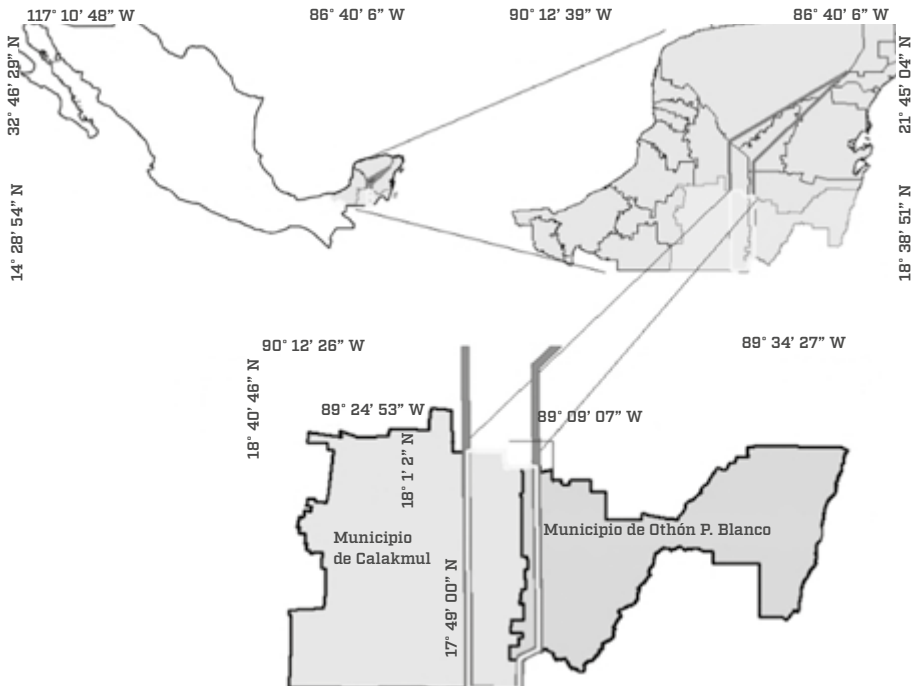 117° 10’ 48” W
86° 40’ 6” W
90° 12’ 39” W
86° 40’ 6” W
32° 46’ 29” N
21° 45’ 04” N
14° 28’ 54” N
18° 38’ 51” N
90° 12’ 26” W
89° 34’ 27” W
18° 40’ 46” N
89° 24’ 53” W
89° 09’ 07” W
18° 1’ 2” N
Municipio
de Calakmul
Municipio de Othón P. Blanco
17° 49’ 00” N